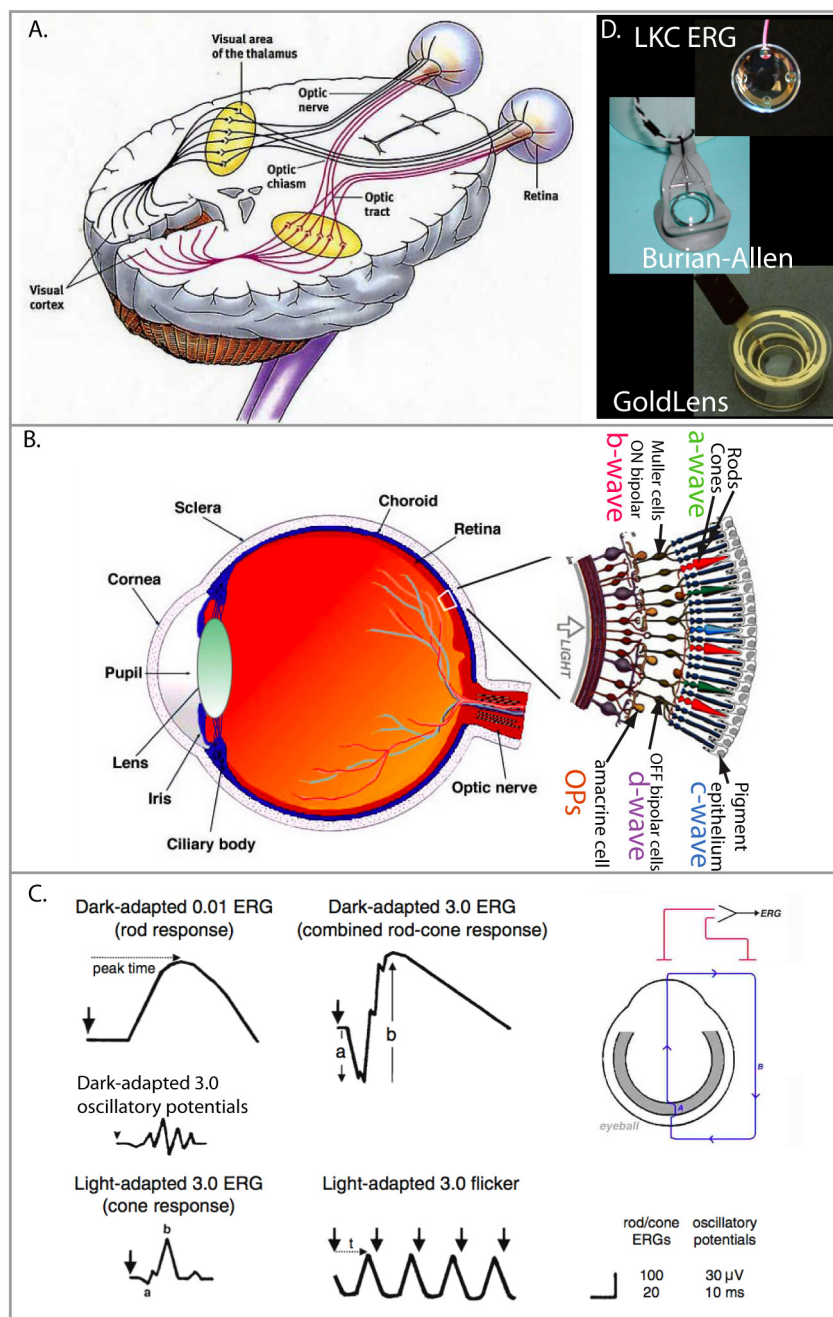 A.
Visual area
of the thalamus
Optic
nerve
Optic
chiasm
Optic
tract
Retina
Visual
cortex
D.
LKC ERG
Burian-Allen
GoldLens
B.
Sclera
Choroid
Retina
Cornea
Pupil
Lens
Iris
Ciliary body
Optic nerve
b-wave
ON bipolar
Muller cells
a-wave
Cones
Rods
LIGHT
OPs
amacrine cell
d-wave
OFF bipolar cells
c-wave
epithelium
Pigment
C.
Dark-adapted 0.01 ERG
(rod response)
peak time
Dark-adapted 3.0 ERG
(combined rod-cone response)
a
b
Dark-adapted 3.0
oscillatory potentials
Light-adapted 3.0 ERG
(cone response)
b
a
Light-adapted 3.0 flicker
t
ERG
A
B
eyeball
rod/cone oscillatory
ERGs potentials
100 30 µV
20 10 ms